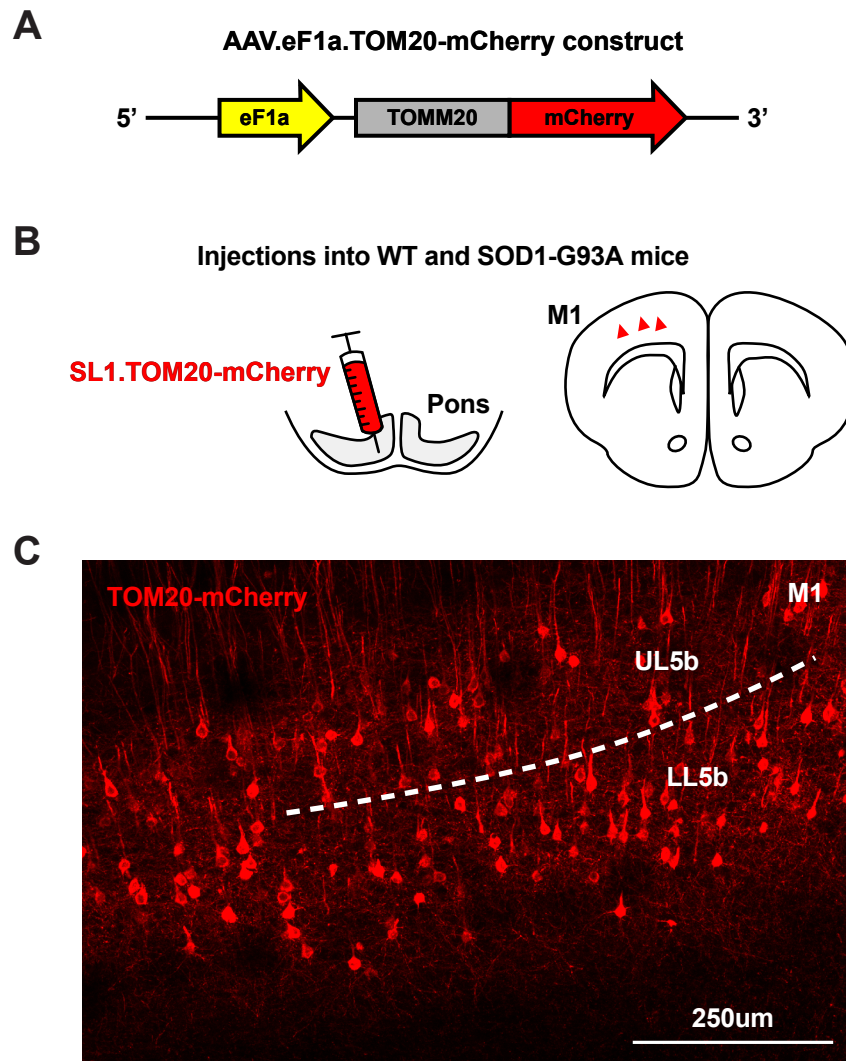 A
AAV.eF1a.TOM20-mCherry construct
5’
eF1a
TOMM20
mCherry
3’
B
Injections into WT and SOD1-G93A mice
M1
SL1.TOM20-mCherry
Pons
C
TOM20-mCherry
M1
UL5b
LL5b
250um